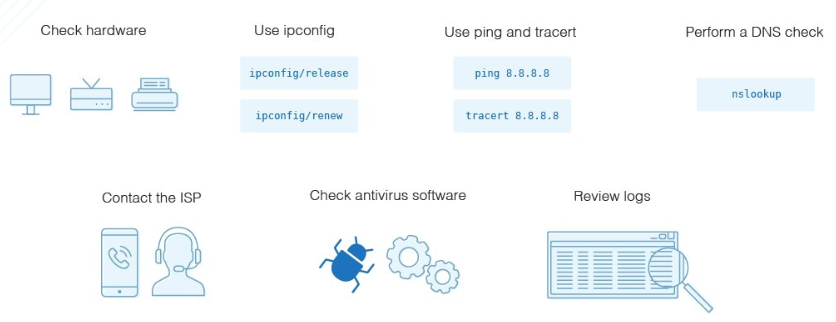 Check hardware
Use ipconfig
Use ping and tracert
Perform a DNS check
ipconfig/release
ping 8.8.8.8
nslookup
ipconfig/renew
tracert 8.8.8.8
Contact the ISP
Check antivirus software
Review logs